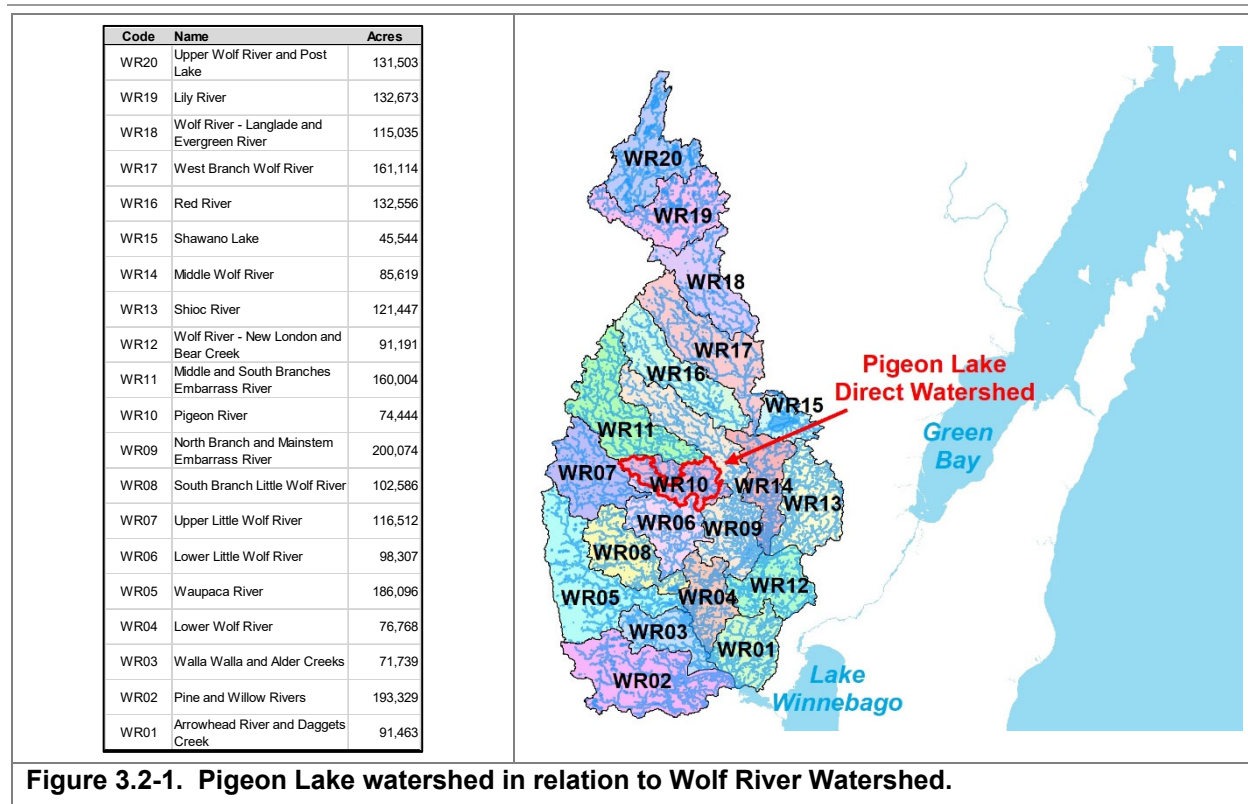 Code Name Acres
WR20 Upper Wolf River and Post Lake 131,503
WR19 Lily River 132,673
WR18 Wolf River - Langlade and Evergreen River 115,035
WR17 West Branch Wolf River 161,114
WR16 Red River 132,556
WR15 Shawano Lake 45,544
WR14 Middle Wolf River 85,619
WR13 Shioc River 121,447
WR12 Wolf River - New London and Bear Creek 91,191
WR11 Middle and South Branches Embarrass River 160,004
WR10 Pigeon River 74,444
WR09 North Branch and Mainstem Embarrass River 200,074
WR08 South Branch Little Wolf River 102,586
WR07 Upper Little Wolf River 116,512
WR06 Lower Little Wolf River 98,307
WR05 Waupaca River 186,096
WR04 Lower Wolf River 76,768
WR03 Walla Walla and Alder Creeks 71,739
WR02 Pine and Willow Rivers 193,329
WR01 Arrowhead River and Daggets Creek 91,463
WR20
WR19
WR18
WR17
WR16
Pigeon Lake
Direct Watershed
WR15
WR11
Green
Bay
WR07
WR10
WR14
WR13
WR06
WR09
WR08
WR12
WR05
WR04
WR03
WR01
WR02
Lake
Winnebago
Figure 3.2-1. Pigeon Lake watershed in relation to Wolf River Watershed.